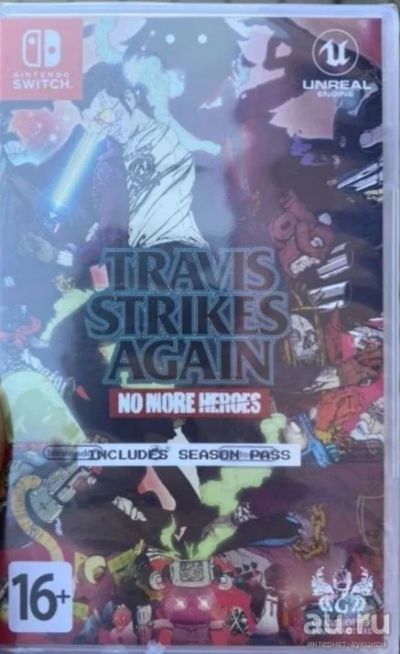 NINTENDO
SWITCH
UNREAL
ENGINE
TRAVIS
STRIKES
AGAIN
NO MORE HEROES
INCLUDES SEASON PASS
16+
G
au.ru
интернет-аукцион